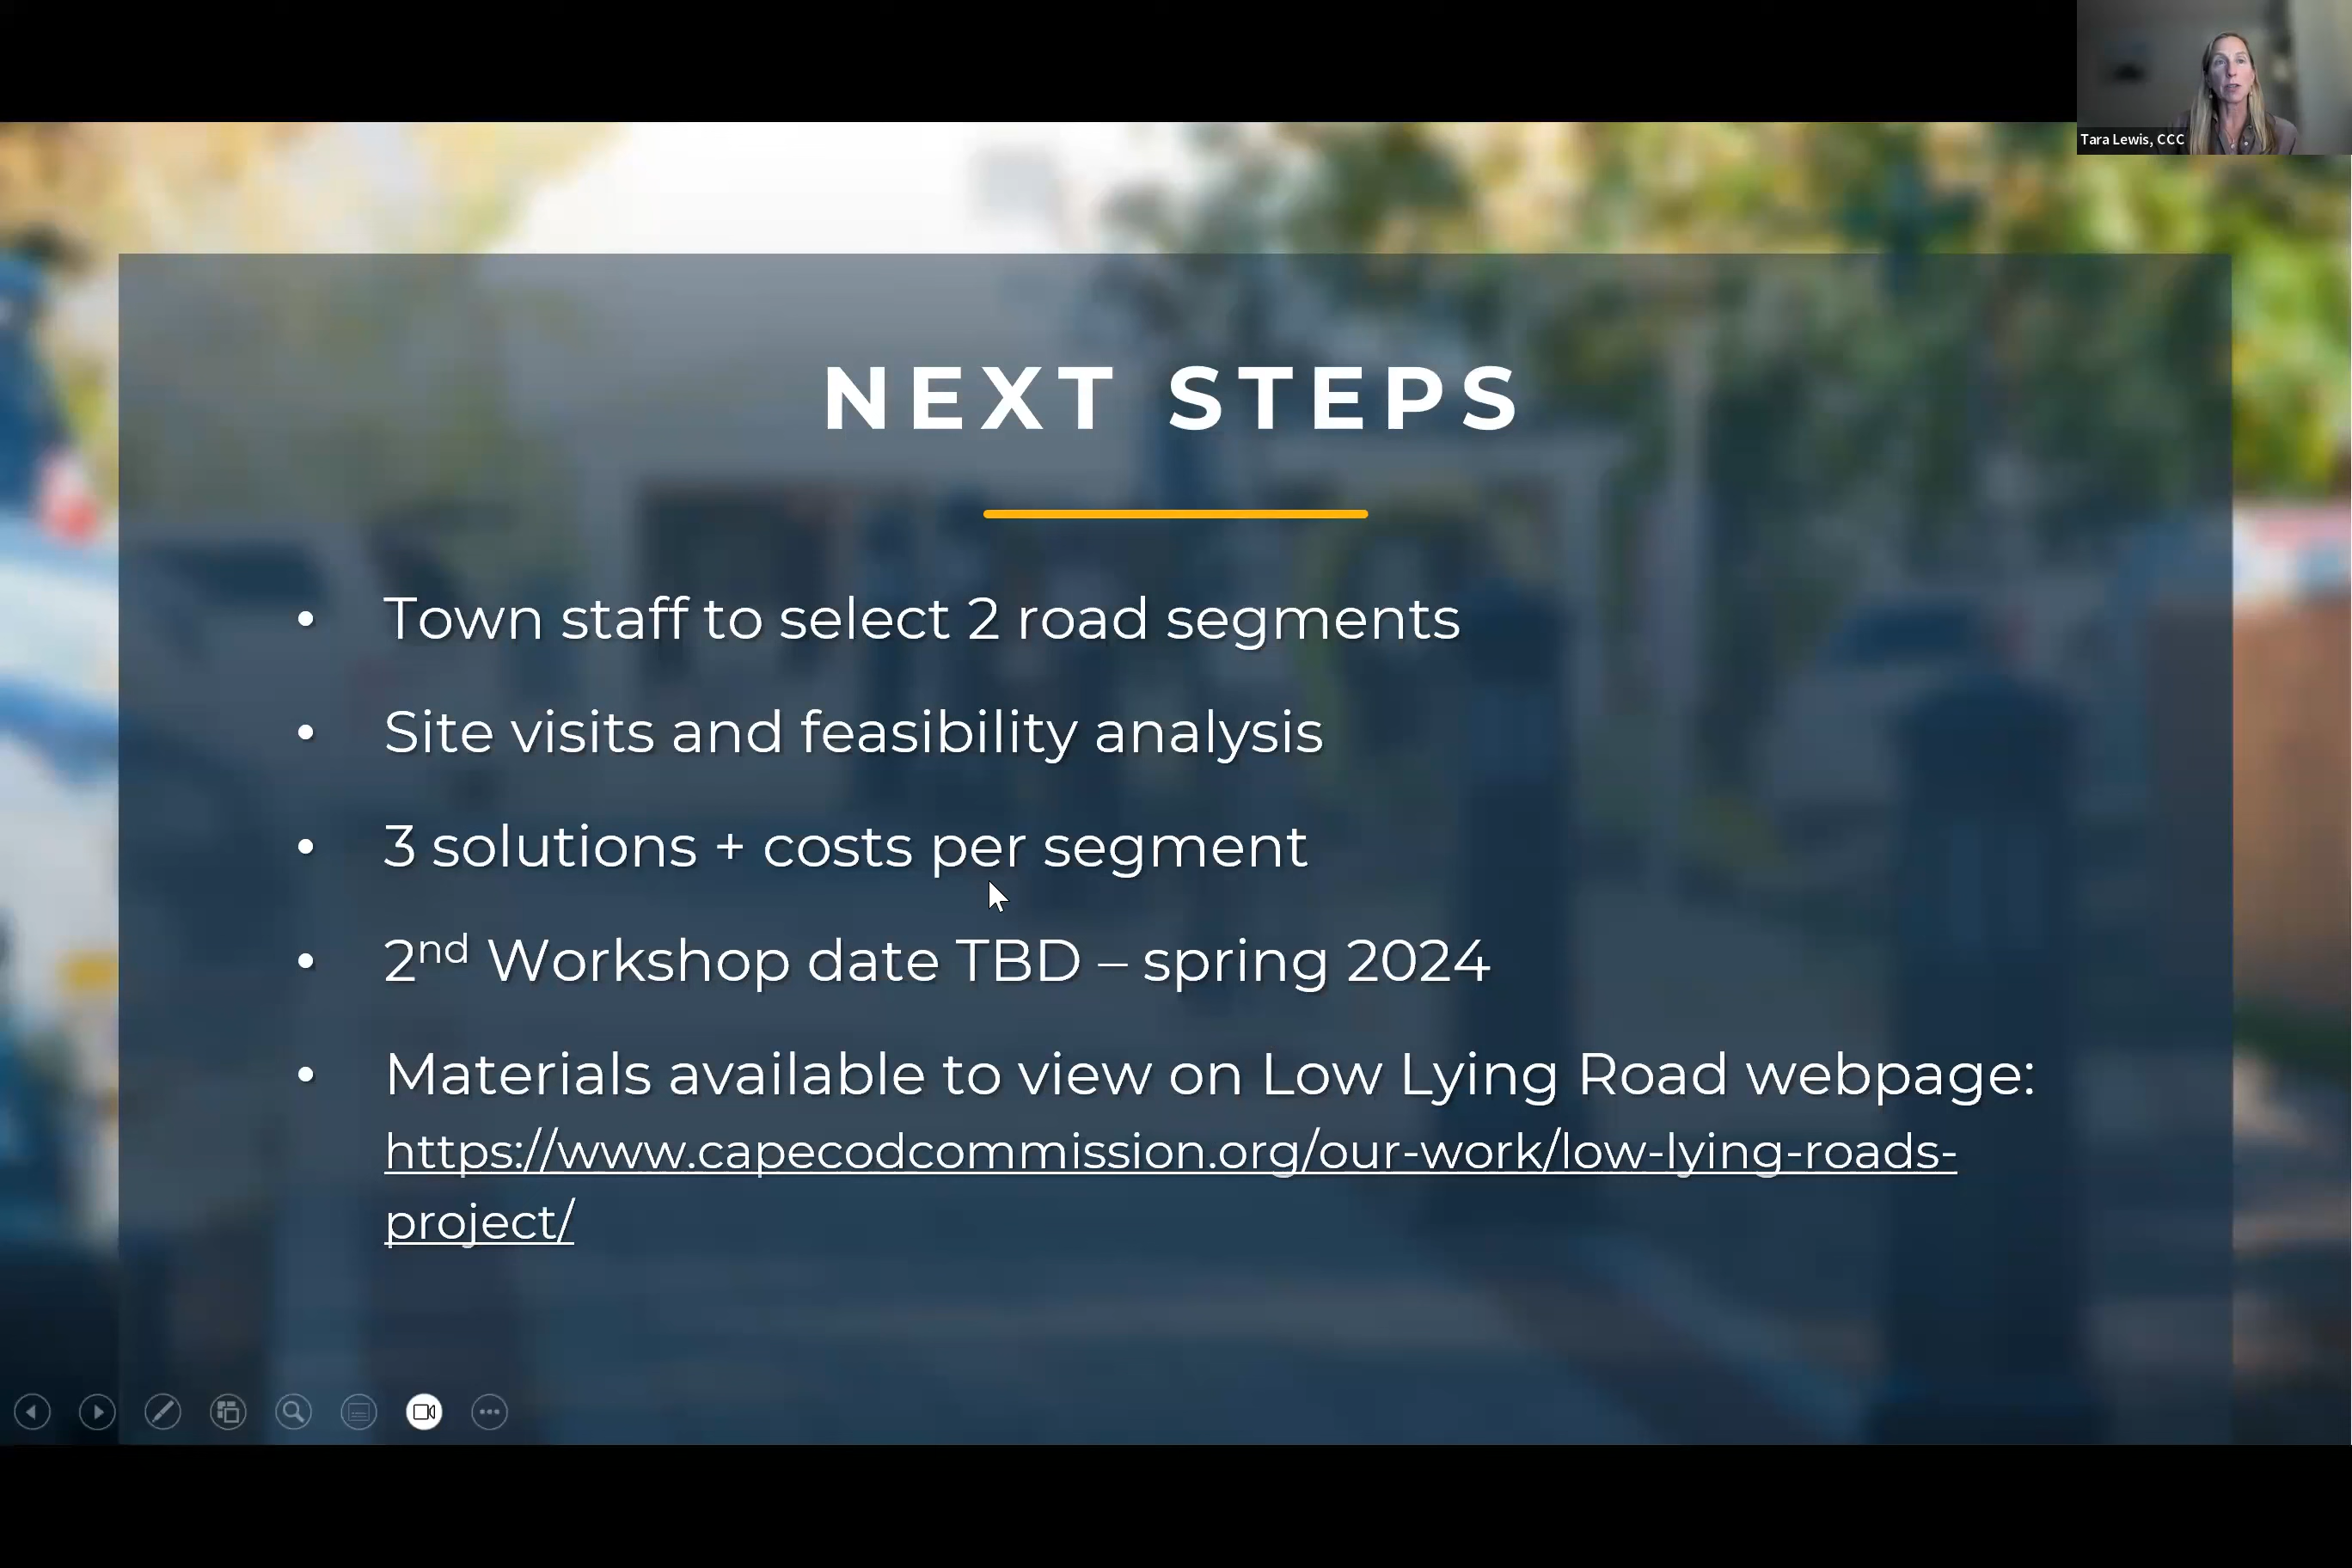 Tara Lewis, CCC
NEXT STEPS
• Town staff to select 2 road segments
• Site visits and feasibility analysis
• 3 solutions + costs per segment
• 2nd Workshop date TBD – spring 2024
• Materials available to view on Low Lying Road webpage:
https://www.capecodcommission.org/our-work/low-lying-roads-
project/